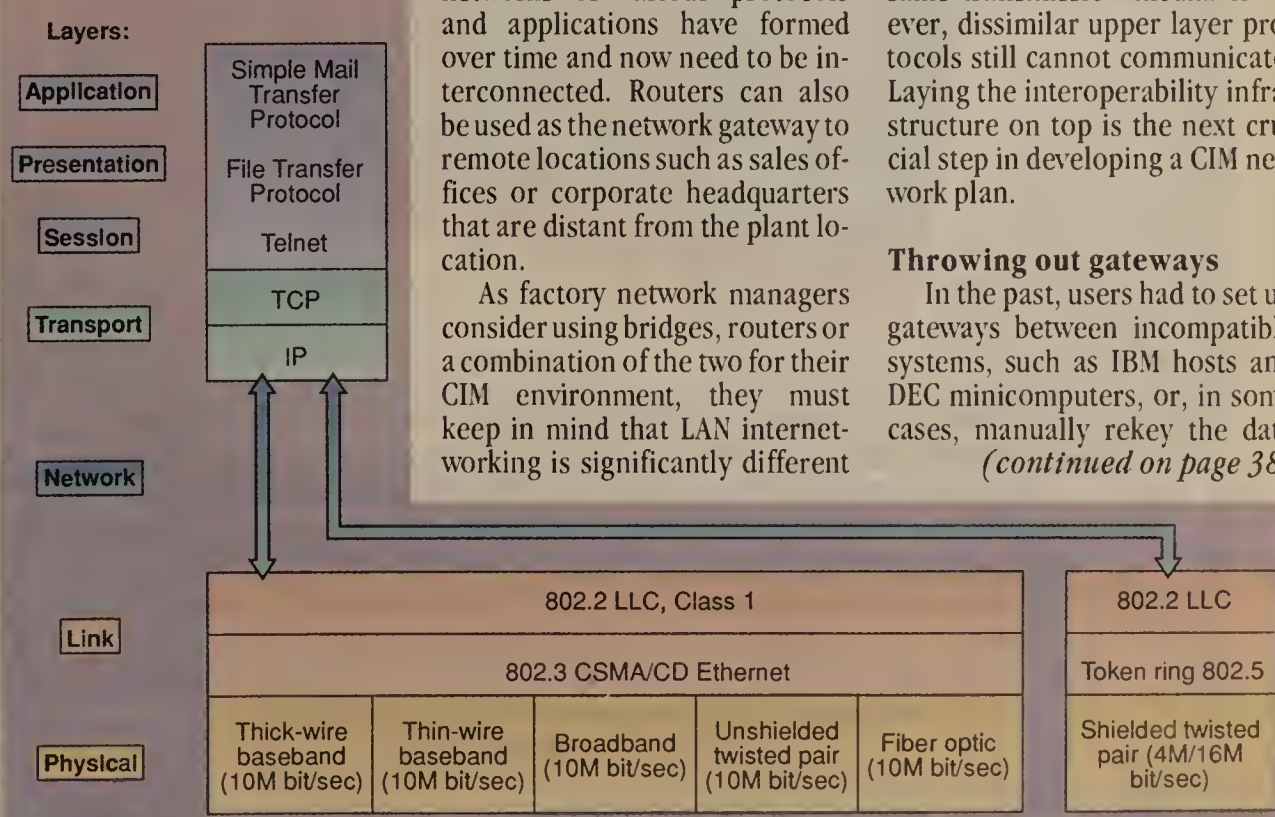 Layers:
Application
Presentation
Session
Transport
Network
Link
Physical
Simple Mail
Transfer
Protocol
File Transfer
Protocol
Telnet
TCP
IP
and applications have formed
over time and now need to be in-
terconnected. Routers can also
be used as the network gateway to
remote locations such as sales of-
fices or corporate headquarters
that are distant from the plant lo-
cation.
As factory network managers
consider using bridges, routers or
a combination of the two for their
CIM environment, they must
keep in mind that LAN internet-
working is significantly different
ever, dissimilar upper layer pro
tocols still cannot communicat
Laying the interoperability infra
structure on top is the next cru
cial step in developing a CIM ne
work plan.
Throwing out gateways
In the past, users had to set u
gateways between incompatibl
systems, such as IBM hosts an
DEC minicomputers, or, in som
cases, manually rekey the dat
(continued on page 38
802.2 LLC, Class 1
802.3 CSMA/CD Ethernet
Thick-wire
baseband
(10M bit/sec)
Thin-wire
baseband
(10M bit/sec)
Broadband
(10M bit/sec)
Unshielded
twisted pair
(10M bit/sec)
Fiber optic
(10M bit/sec)
802.2 LLC
Token ring 802.5
Shielded twisted
pair (4M/16M
bit/sec)